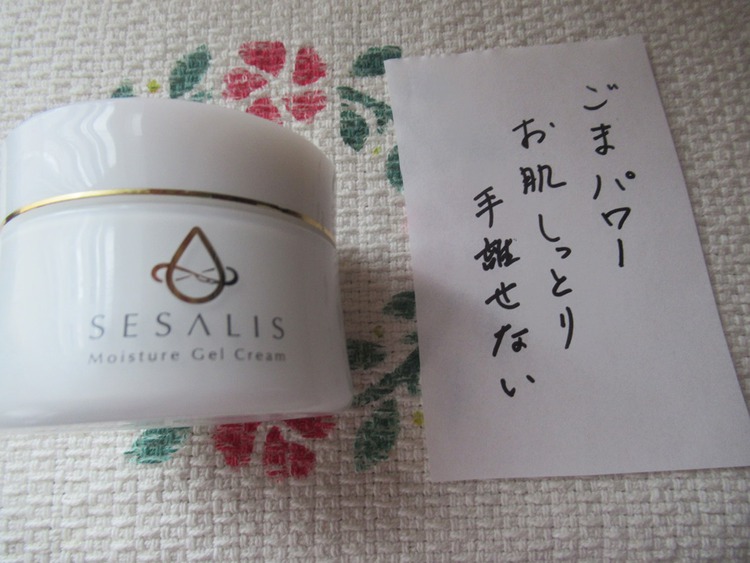 SESALIS
Moisture Gel Cream
ごまパワー
お肌しっとり
手離せない